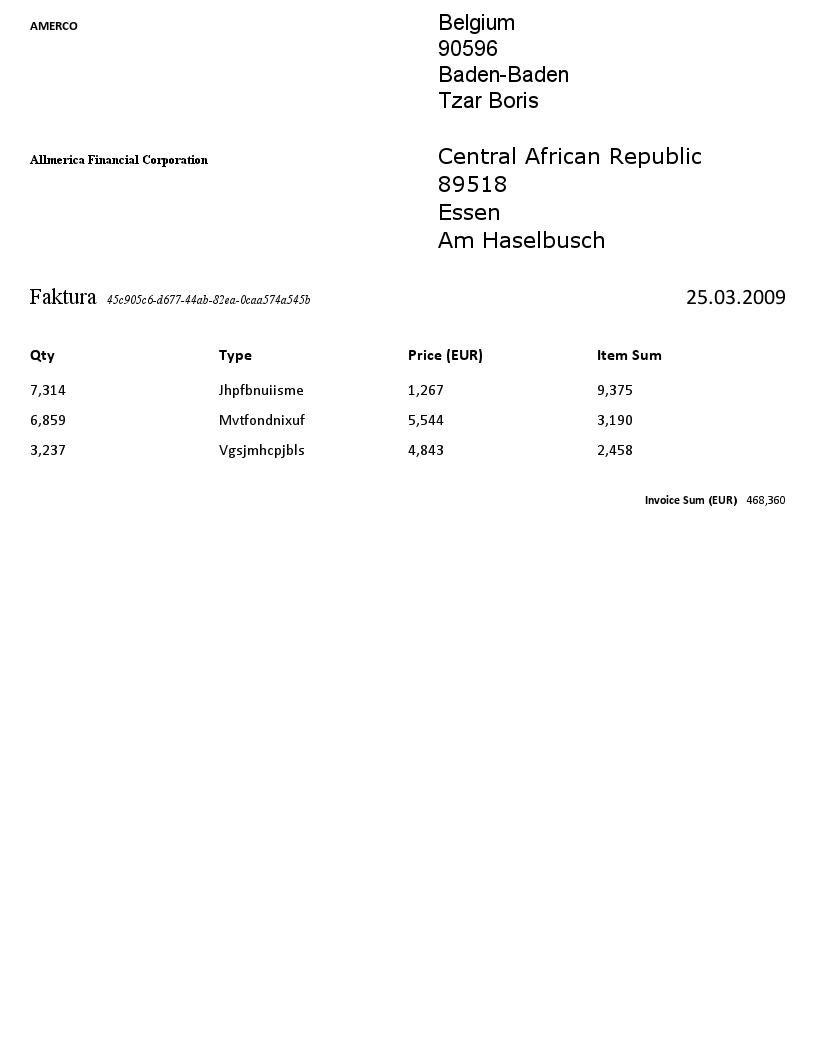 AMERCO
Belgium
90596
Baden-Baden
Tzar Boris
Allmerica Financial Corporation
Central African Republic
89518
Essen
Am Haselbusch
Faktura 45c905c6-d677-44ab-82ea-0caa574a545b 25.03.2009
Qty Type Price (EUR) Item Sum
7,314 Jhpfbnuiisme 1,267 9,375
6,859 Mvtfondnixuf 5,544 3,190
3,237 Vgsjmhcpjbls 4,843 2,458
Invoice Sum (EUR) 468,360